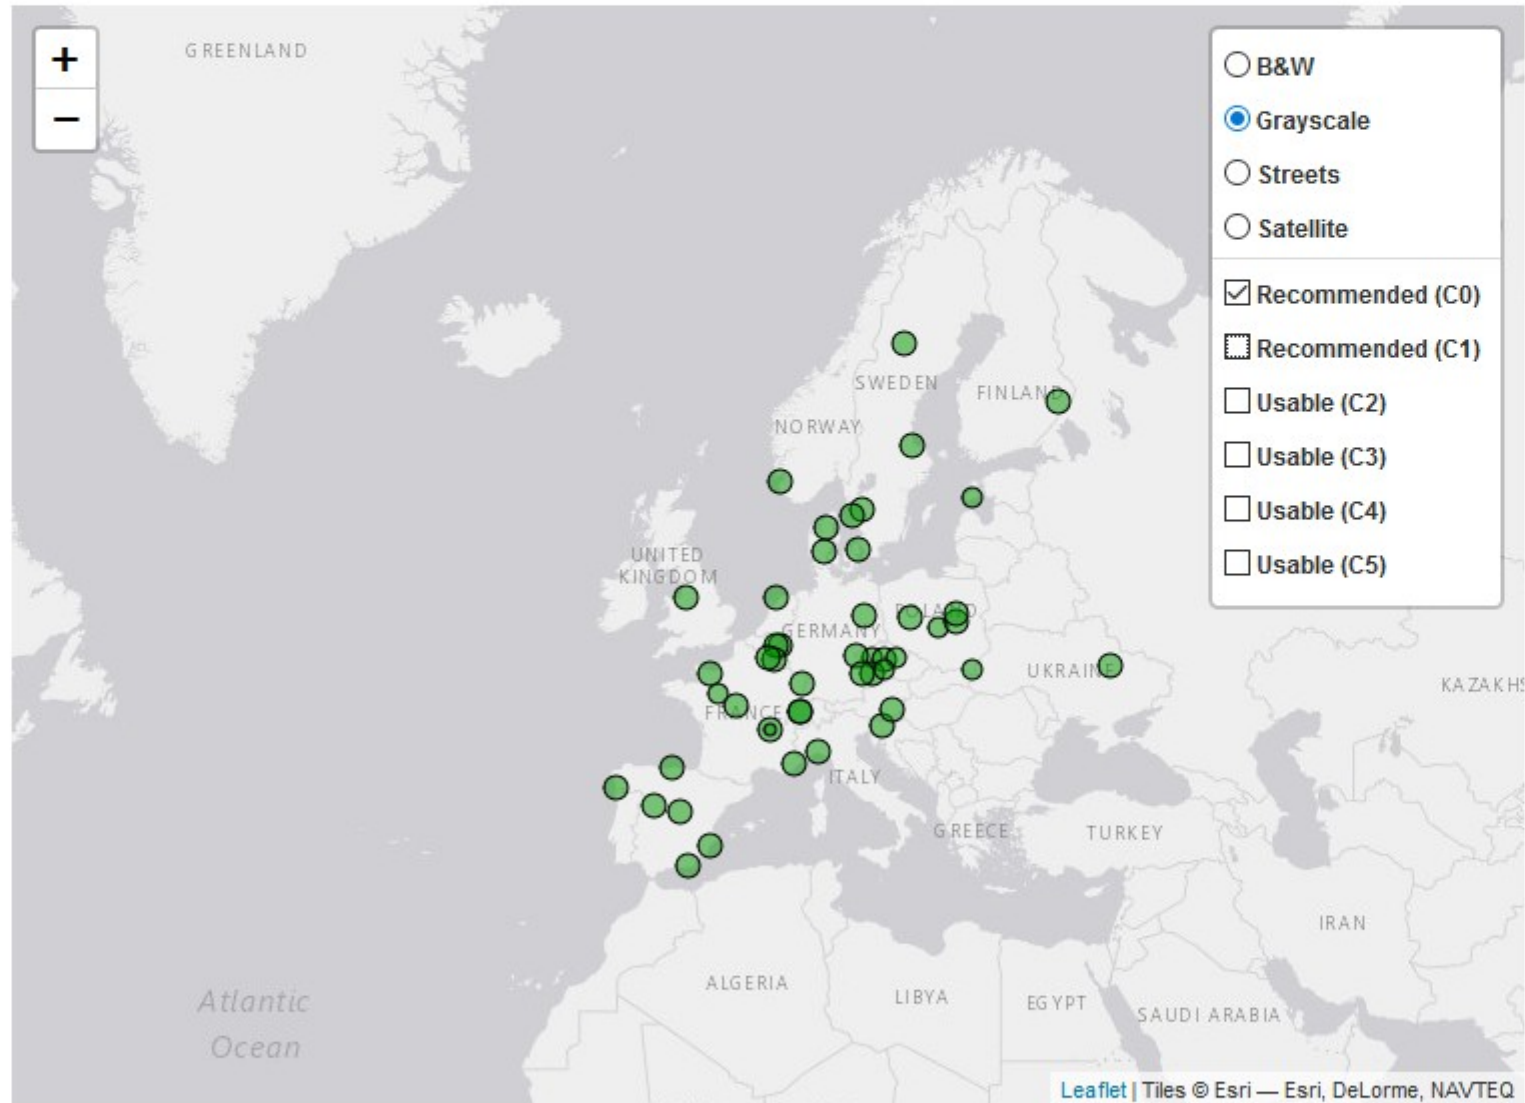 +
−
GREENLAND
B&W
Grayscale
Streets
Satellite
Recommended (C0)
Recommended (C1)
Usable (C2)
Usable (C3)
Usable (C4)
Usable (C5)
SWEDEN
FINLAND
NORWAY
UNITED
KINGDOM
POLAND
GERMANY
UKRAINE
KAZAKHS
FRANCE
ITALY
GREECE
TURKEY
IRAN
ALGERIA
LIBYA
EGYPT
SAUDI ARABIA
Atlantic
Ocean
Leaflet | Tiles © Esri — Esri, DeLorme, NAVTEQ